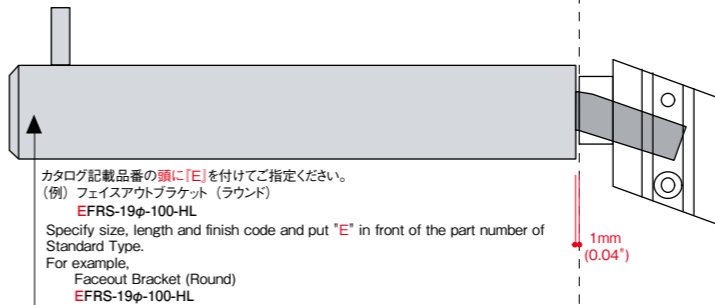 カタログ記載品番の頭に『E』を付けてご指定ください。
(例) フェイスアウトブラケット (ラウンド)
EFRS-19φ-100-HL
Specify size, length and finish code and put "E" in front of the part number of
Standard Type.
For example,
Faceout Bracket (Round)
EFRS-19φ-100-HL
1mm
(0.04")